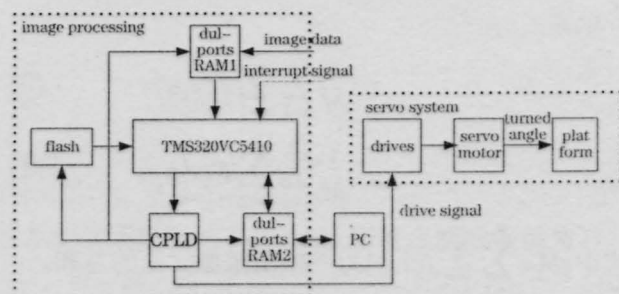 image processing
dul-
ports
RAM1
image data
interrupt signal
servo system
flash
TMS320VC5410
drives
servo
motor
turned
angle
plat
form
CPLD
dul-
ports
RAM2
PC
drive signal